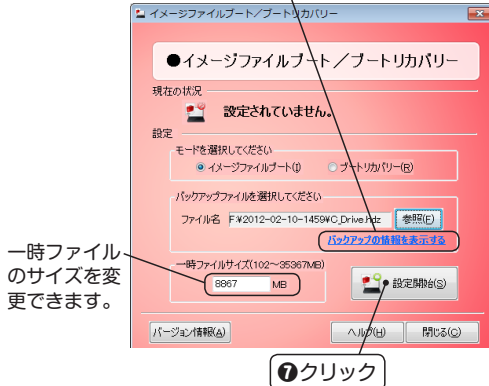 イメージファイルブート／ブートリカバリー
●イメージファイルブート／ブートリカバリー
現在の状況
設定されていません。
設定
モードを選択してください
イメージファイルブート(I)
ブートリカバリー(R)
バックアップファイルを選択してください
ファイル名 F:¥2012-02-10-1459¥C_Drive.hdz 参照(F)
バックアップの情報を表示する
一時ファイルサイズ(102～35367MB)
8867 MB
設定開始(S)
バージョン情報(A)
ヘルプ(H)
閉じる(C)
一時ファイル
のサイズを変
更できます。
❼クリック